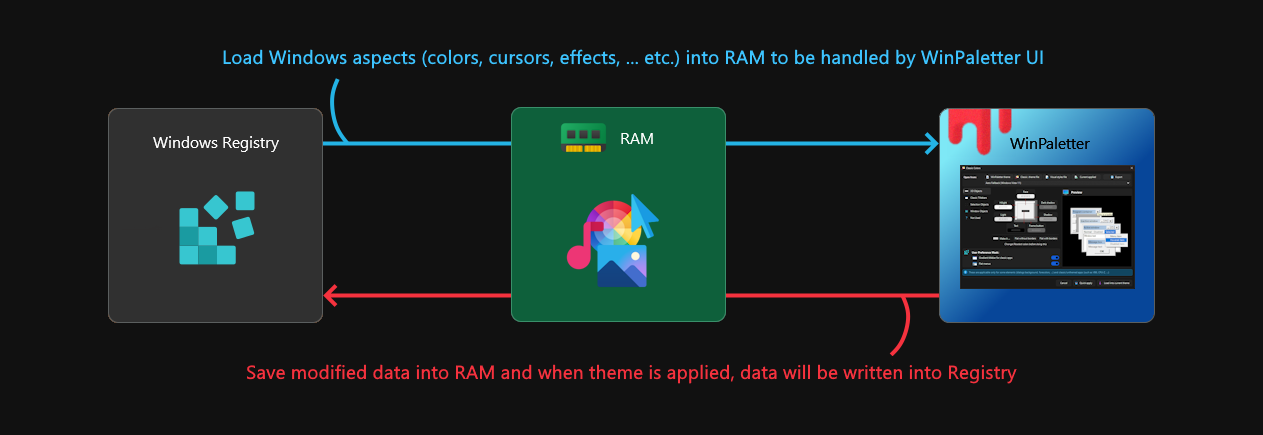 Load Windows aspects (colors, cursors, effects, ... etc.) into RAM to be handled by WinPaletter UI
Windows Registry
RAM
WinPaletter
Preview
Save modified data into RAM and when theme is applied, data will be written into Registry